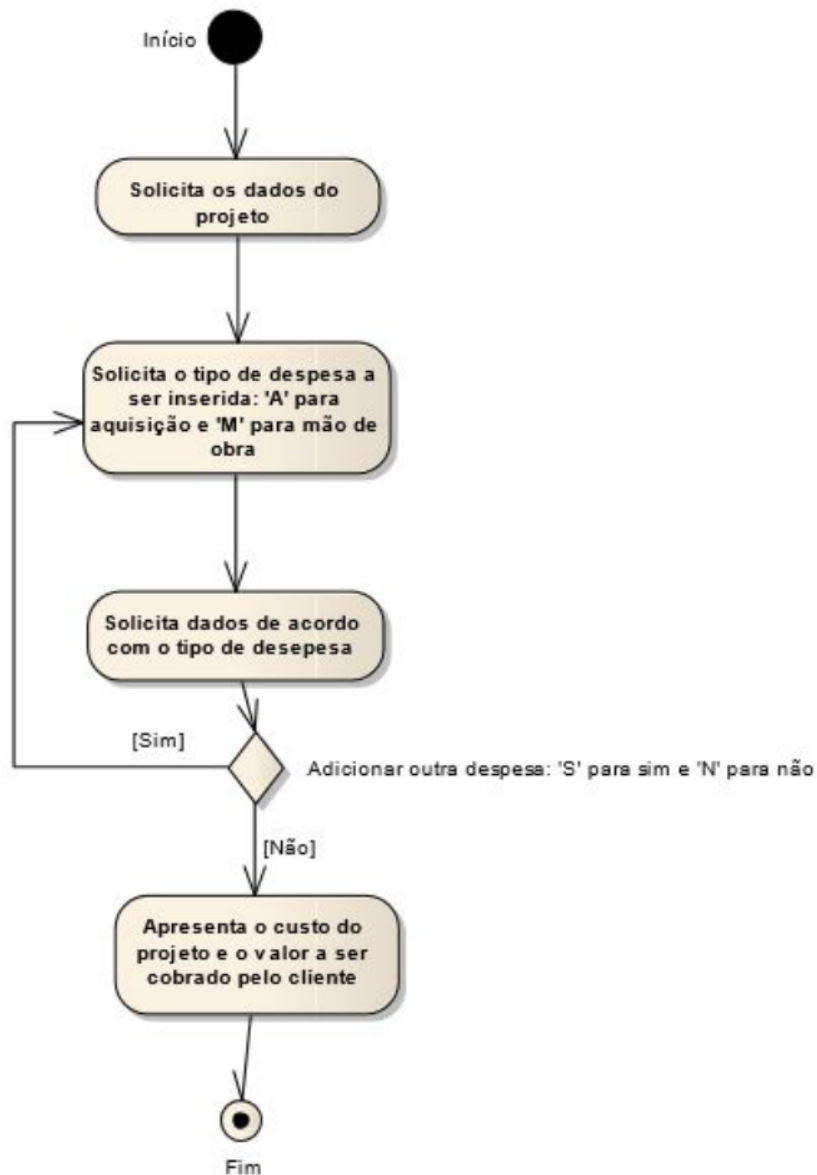 Início
Solicita os dados do
projeto
Solicita o tipo de despesa a
ser inserida: 'A' para
aquisição e 'M' para mão de
obra
Solicita dados de acordo
com o tipo de desepesa
[Sim]
Adicionar outra despesa: 'S' para sim e 'N' para não
[Não]
Apresenta o custo do
projeto e o valor a ser
cobrado pelo cliente
Fim